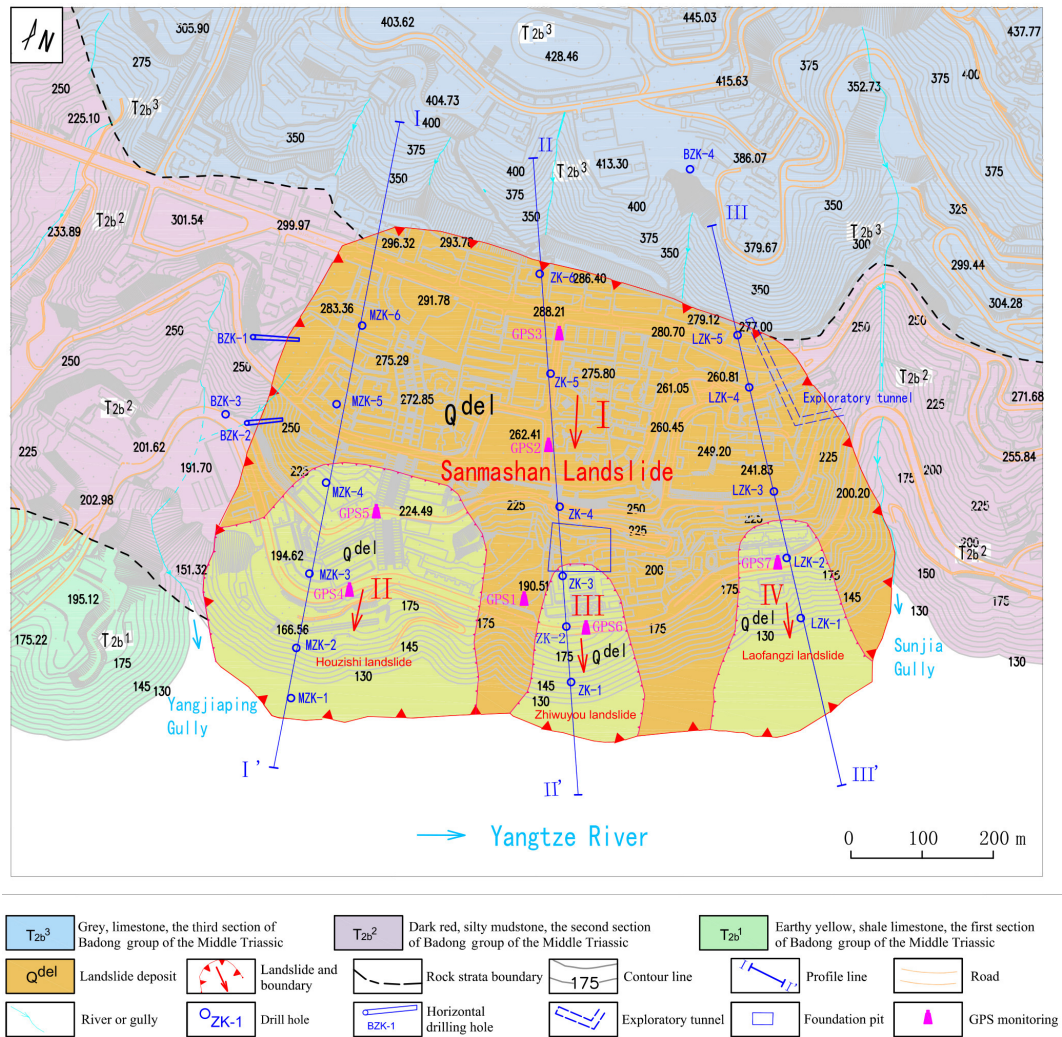 N
305.90
403.62
T2b³
445.03
437.77
275
428.46
375
400
250
415.63
352.73
375
225.10
T2b³
404.73
I
400
350
375
II
413.30
BZK-4
386.07
400
T2b³
375
375
350
375
350
T2b²
301.54
299.97
400
III
325
233.89
350
375
350
379.67
T2b³
300
296.32
293.78
299.44
ZK-6
286.40
350
304.28
291.78
283.36
MZK-6
288.21
GPS3
280.70
279.12
277.00
LZK-5
250
250
250
BZK-1
275.29
ZK-5
275.80
260.81
LZK-4
T2b²
250
250
BZK-3
MZK-5
272.85
261.05
Exploratory tunnel
225
271.68
T2b²
BZK-2
250
Qdel
I
262.41
GPS2
260.45
249.20
225
201.62
225
255.84
191.70
225
Sanmashan Landslide
241.83
LZK-3
175
200
202.98
MZK-4
GPS5
224.49
225
ZK-4
250
225
225
200.20
200
T2b²
194.62
Qdel
151.32
MZK-3
GPS4
II
190.51
GPS1
ZK-3
200
GPS7
LZK-2
175
150
195.12
III
175
IV
145
130
175.22
T2b¹
166.56
175
175
ZK-2
GPS6
175
Qdel
LZK-1
175
MZK-2
145
175
Qdel
130
Sunjia
Gully
175
Houzishi landslide
Laofangzi landslide
130
145
130
Yangjiaping
Gully
130
MZK-1
145
ZK-1
130
Zhiwuyou landslide
I'
II'
III'
Yangtze River
0 100 200 m
T2b³ Grey, limestone, the third section of
Badong group of the Middle Triassic
T2b² Dark red, silty mudstone, the second section
of Badong group of the Middle Triassic
T2b¹ Earthy yellow, shale limestone, the first section
of Badong group of the Middle Triassic
Qdel Landslide deposit
Landslide and
boundary
Rock strata boundary
175 Contour line
I I' Profile line
Road
River or gully
ZK-1 Drill hole
BZK-1 Horizontal
drilling hole
Exploratory tunnel
Foundation pit
GPS monitoring